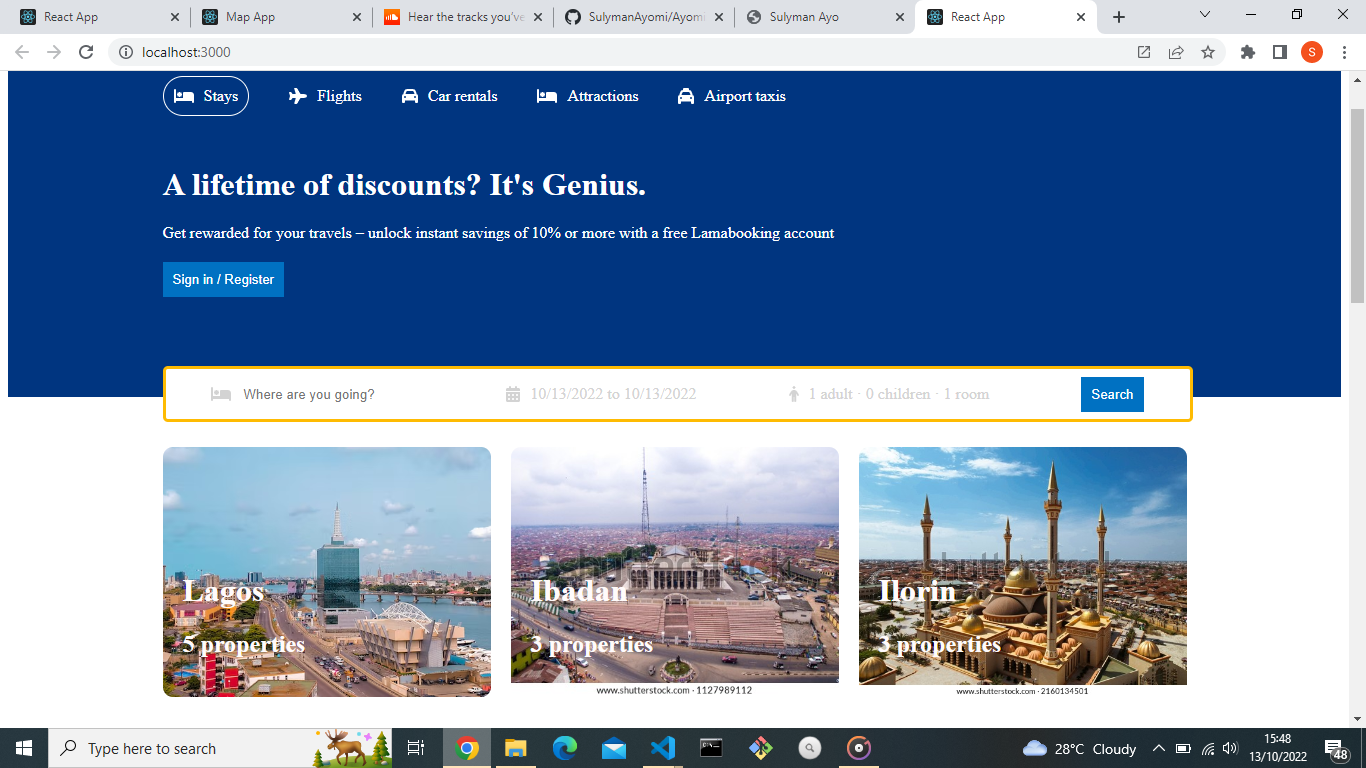 React App
Map App
Hear the tracks you've
SulymanAyomi/Ayomi
Sulyman Ayo
React App
localhost:3000
S
Stays
Flights
Car rentals
Attractions
Airport taxis
A lifetime of discounts? It's Genius.
Get rewarded for your travels – unlock instant savings of 10% or more with a free Lamabooking account
Sign in / Register
Where are you going?
10/13/2022 to 10/13/2022
1 adult · 0 children · 1 room
Search
Lagos
5 properties
shutterstock
Ibadan
3 properties
www.shutterstock.com · 1127989112
shutterstock
Ilorin
3 properties
www.shutterstock.com · 2160134501
Type here to search
28°C Cloudy
15:48
13/10/2022
48